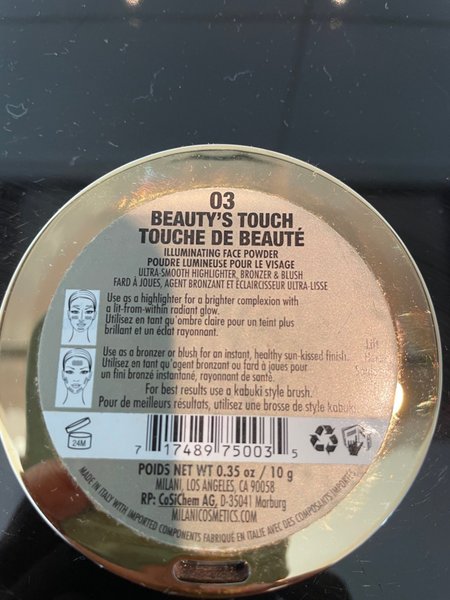 03
BEAUTY'S TOUCH
TOUCHE DE BEAUTÉ
ILLUMINATING FACE POWDER
POUDRE LUMINEUSE POUR LE VISAGE
ULTRA-SMOOTH HIGHLIGHTER, BRONZER & BLUSH
FARD À JOUES, AGENT BRONZANT ET ÉCLAIRCISSEUR ULTRA-LISSE
Use as a highlighter for a brighter complexion with
a lit-from-within radiant glow.
Utilisez en tant qu'ombre claire pour un teint plus
brillant et un éclat rayonnant.
Use as a bronzer or blush for an instant, healthy sun-kissed finish.
Utilisez en tant qu'agent bronzant ou fard à joues pour
un fini bronzé instantané, rayonnant de santé.
For best results use a kabuki style brush.
Pour de meilleurs résultats, utilisez une brosse de style kabuki.
Lift
24M
7 17489 75003 5
POIDS NET WT 0.35 oz / 10 g
MILANI, LOS ANGELES, CA 90058
RP: CoSiChem AG, D-35041 Marburg
MILANICOSMETICS.COM
MADE IN ITALY WITH IMPORTED COMPONENTS FABRIQUÉ EN ITALIE AVEC DES COMPOSANTS IMPORTÉS